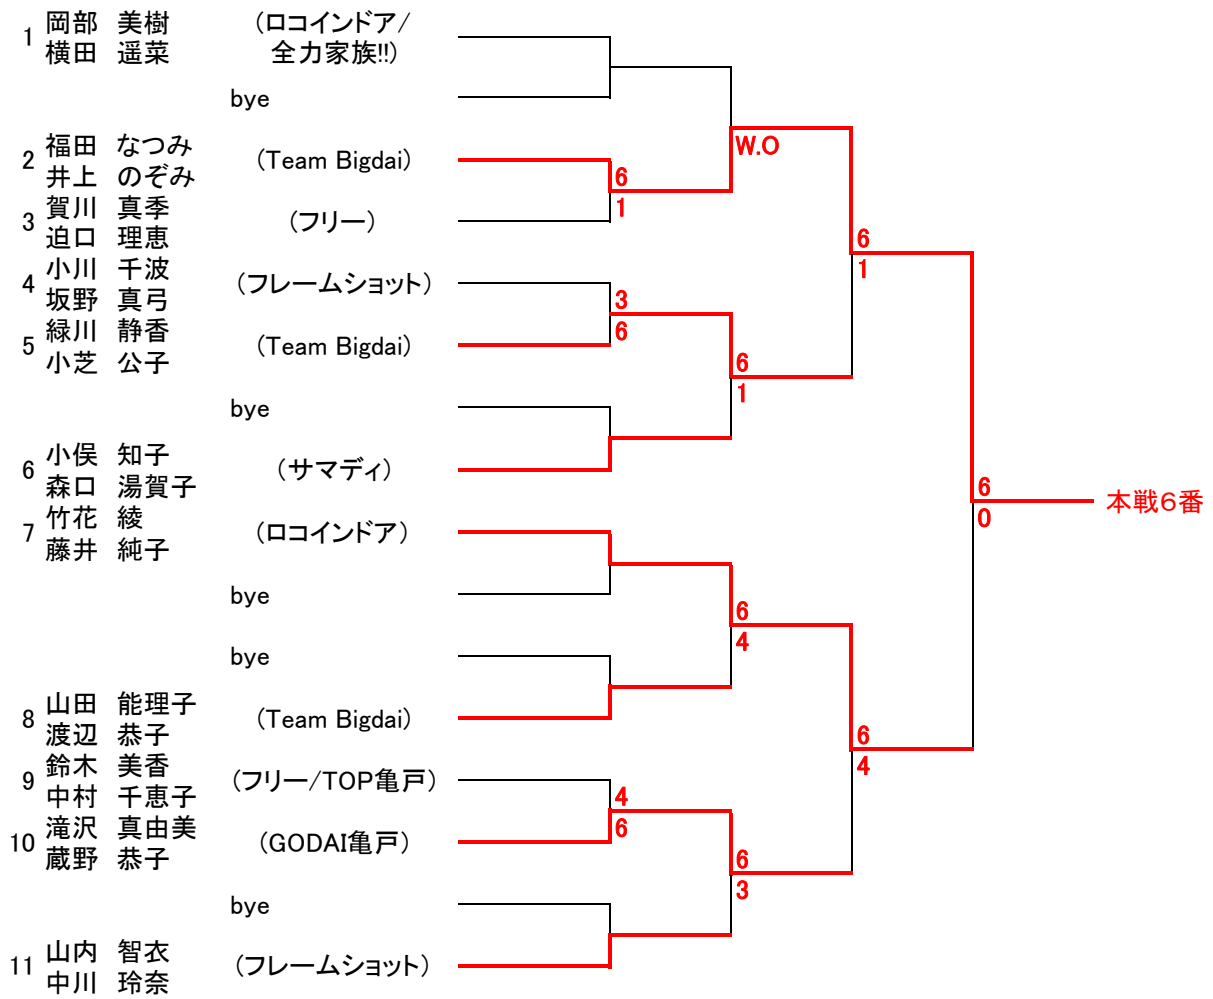 1 岡部 美樹 (ロコインドア/
横田 遥菜 全力家族!!)
bye
W.O
2 福田 なつみ (Team Bigdai)
井上 のぞみ
6
1
3 賀川 真季 (フリー)
迫口 理恵
6
1
4 小川 千波 (フレームショット)
坂野 真弓
3
6
5 緑川 静香 (Team Bigdai)
小芝 公子
6
1
bye
6 小俣 知子 (サマディ)
森口 湯賀子
6
0
本戦6番
7 竹花 綾 (ロコインドア)
藤井 純子
bye
6
4
bye
8 山田 能理子 (Team Bigdai)
渡辺 恭子
6
4
9 鈴木 美香 (フリー/TOP亀戸)
中村 千恵子
4
6
10 滝沢 真由美 (GODAI亀戸)
蔵野 恭子
6
3
bye
11 山内 智衣 (フレームショット)
中川 玲奈